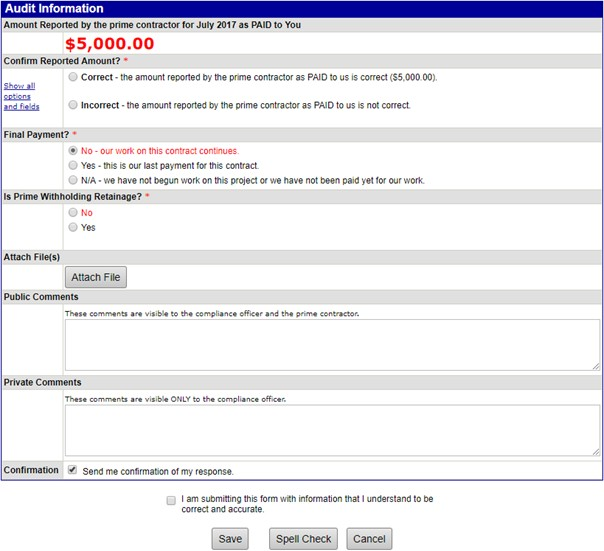 Audit Information
Amount Reported by the prime contractor for July 2017 as PAID to You
$5,000.00
Confirm Reported Amount? *
Show all
options
and fields
Correct - the amount reported by the prime contractor as PAID to us is correct ($5,000.00).
Incorrect - the amount reported by the prime contractor as PAID to us is not correct.
Final Payment? *
No - our work on this contract continues.
Yes - this is our last payment for this contract.
N/A - we have not begun work on this project or we have not been paid yet for our work.
Is Prime Withholding Retainage? *
No
Yes
Attach File(s)
Attach File
Public Comments
These comments are visible to the compliance officer and the prime contractor.
Private Comments
These comments are visible ONLY to the compliance officer.
Confirmation Send me confirmation of my response.
I am submitting this form with information that I understand to be
correct and accurate.
Save Spell Check Cancel